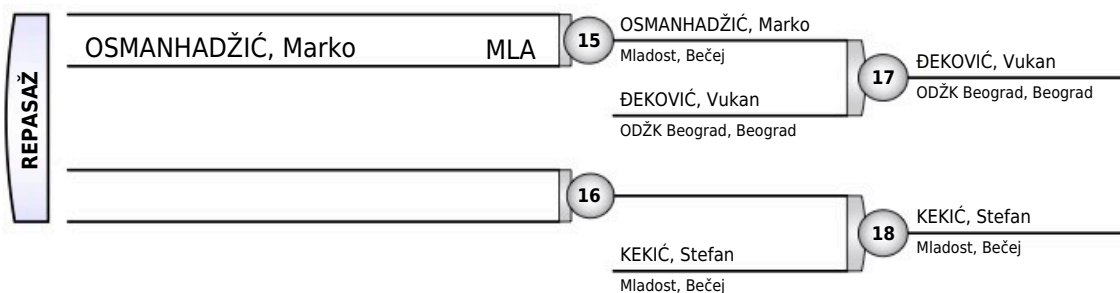 REPASAŽ
OSMANHADŽIĆ, Marko MLA
15
OSMANHADŽIĆ, Marko
Mladost, Bečej
ĐEKOVIĆ, Vukan
ODŽK Beograd, Beograd
17
ĐEKOVIĆ, Vukan
ODŽK Beograd, Beograd
16
KEKIĆ, Stefan
Mladost, Bečej
18
KEKIĆ, Stefan
Mladost, Bečej